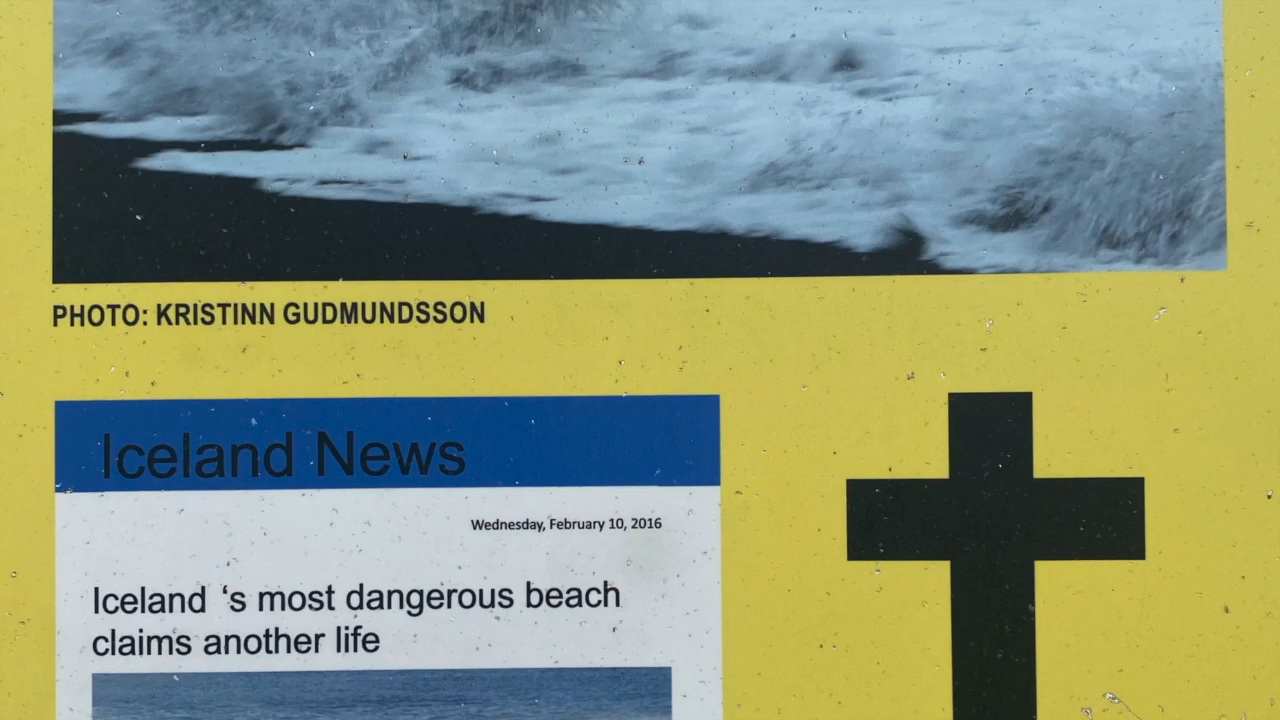 PHOTO: KRISTINN GUDMUNDSSON
Iceland News
Wednesday, February 10, 2016
Iceland ‘s most dangerous beach
claims another life